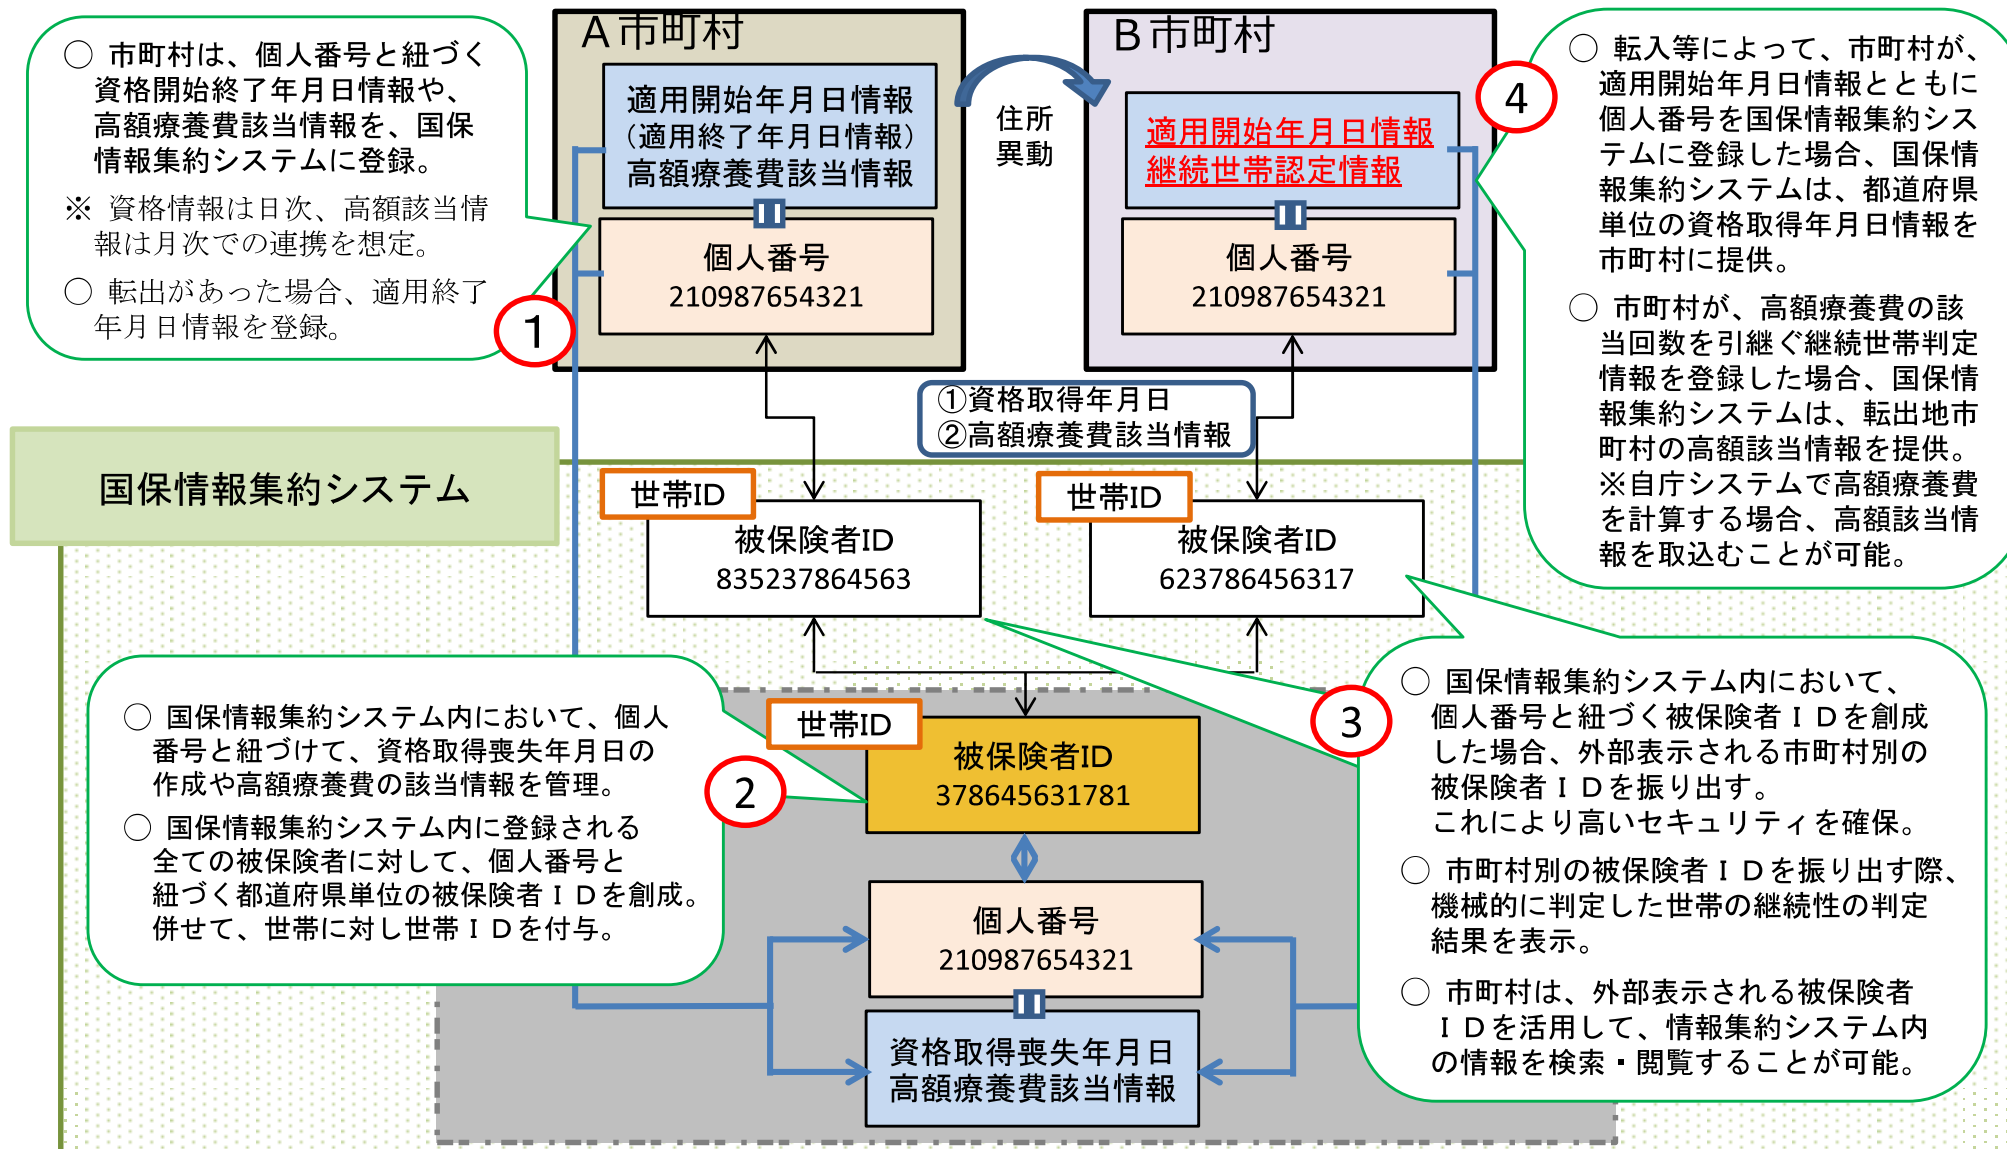 ○ 市町村は、個人番号と紐づく
資格開始終了年月日情報や、
高額療養費該当情報を、国保
情報集約システムに登録。
※ 資格情報は日次、高額該当情
報は月次での連携を想定。
○ 転出があった場合、適用終了
年月日情報を登録。
1
A市町村
適用開始年月日情報
(適用終了年月日情報)
高額療養費該当情報
個人番号
210987654321
住所
異動
B市町村
適用開始年月日情報
継続世帯認定情報
個人番号
210987654321
4
○ 転入等によって、市町村が、
適用開始年月日情報とともに
個人番号を国保情報集約シス
テムに登録した場合、国保情
報集約システムは、都道府県
単位の資格取得年月日情報を
市町村に提供。
○ 市町村が、高額療養費の該
当回数を引継ぐ継続世帯判定
情報を登録した場合、国保情
報集約システムは、転出地市
町村の高額該当情報を提供。
※自庁システムで高額療養費
を計算する場合、高額該当情
報を取込むことが可能。
①資格取得年月日
②高額療養費該当情報
国保情報集約システム
世帯ID
被保険者ID
835237864563
世帯ID
被保険者ID
623786456317
○ 国保情報集約システム内において、個人
番号と紐づけて、資格取得喪失年月日の
作成や高額療養費の該当情報を管理。
○ 国保情報集約システム内に登録される
全ての被保険者に対して、個人番号と
紐づく都道府県単位の被保険者ＩＤを創成。
併せて、世帯に対し世帯ＩＤを付与。
2
世帯ID
被保険者ID
378645631781
個人番号
210987654321
資格取得喪失年月日
高額療養費該当情報
3
○ 国保情報集約システム内において、
個人番号と紐づく被保険者ＩＤを創成
した場合、外部表示される市町村別の
被保険者ＩＤを振り出す。
これにより高いセキュリティを確保。
○ 市町村別の被保険者ＩＤを振り出す際、
機械的に判定した世帯の継続性の判定
結果を表示。
○ 市町村は、外部表示される被保険者
ＩＤを活用して、情報集約システム内
の情報を検索・閲覧することが可能。